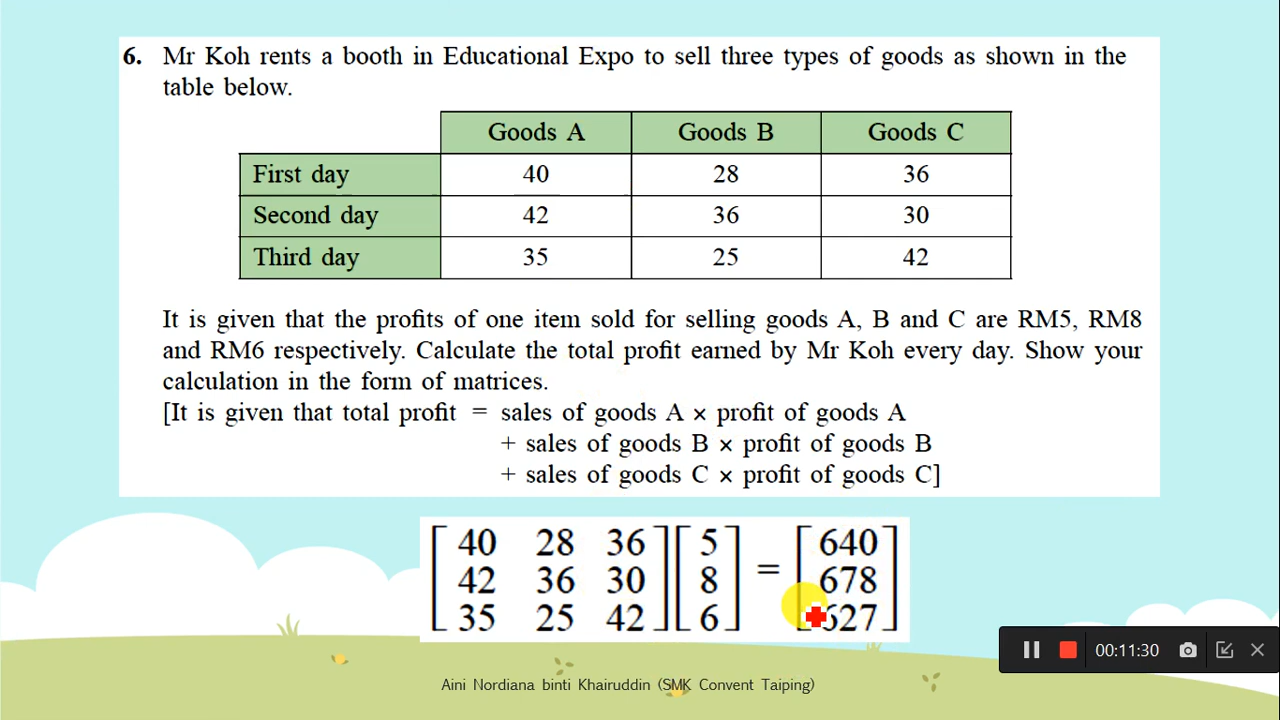 6. Mr Koh rents a booth in Educational Expo to sell three types of goods as shown in the
table below.
Goods A Goods B Goods C
First day 40 28 36
Second day 42 36 30
Third day 35 25 42
It is given that the profits of one item sold for selling goods A, B and C are RM5, RM8
and RM6 respectively. Calculate the total profit earned by Mr Koh every day. Show your
calculation in the form of matrices.
[It is given that total profit = sales of goods A × profit of goods A
+ sales of goods B × profit of goods B
+ sales of goods C × profit of goods C]
[ 40 28 36 ] [ 5 ] = [ 640 ]
[ 42 36 30 ] [ 8 ] [ 678 ]
[ 35 25 42 ] [ 6 ] [ 627 ]
00:11:30
Aini Nordiana binti Khairuddin (SMK Convent Taiping)